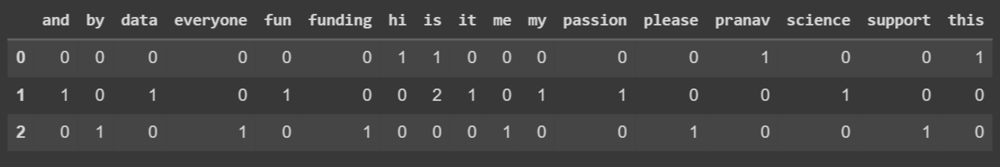 and by data everyone fun funding hi is it me my passion please pranav science support this
0 0 0 0 0 0 0 1 1 0 0 0 0 0 1 0 0 1
1 1 0 1 0 1 0 0 2 1 0 1 1 0 0 1 0 0
2 0 1 0 1 0 1 0 0 0 1 0 0 1 0 0 1 0